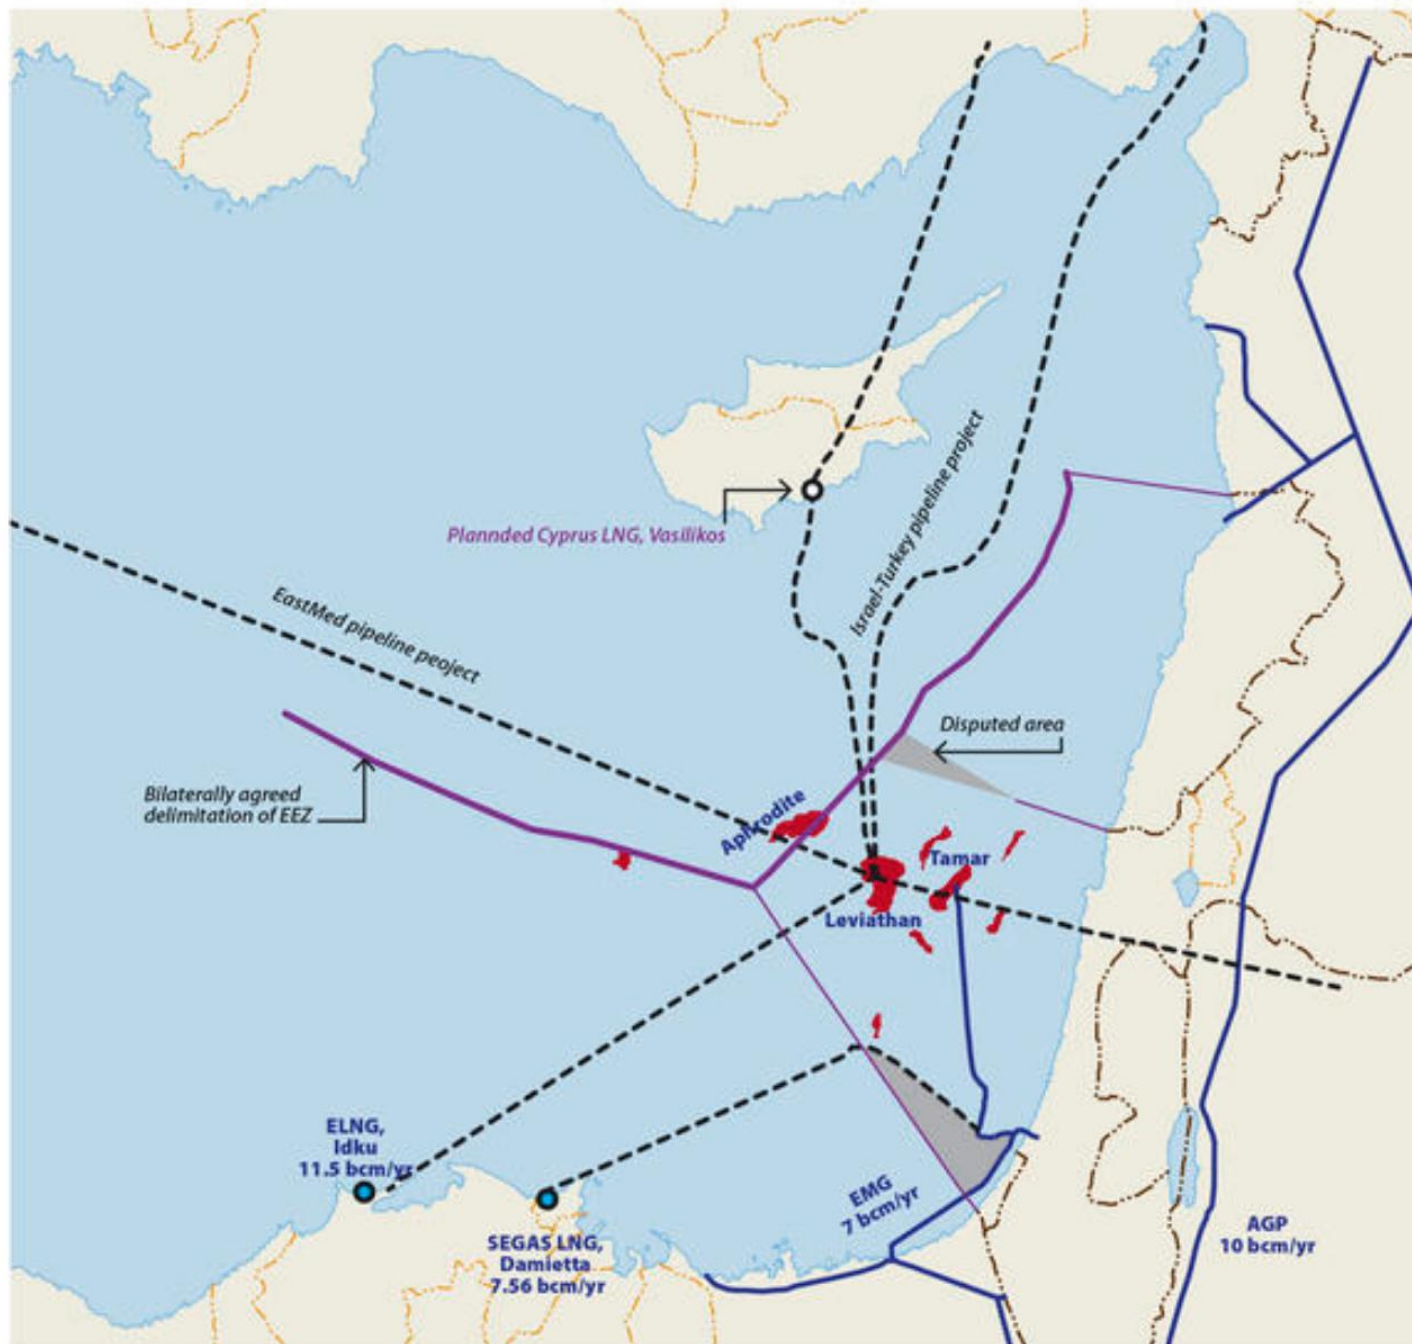 Plannded Cyprus LNG, Vasilikos
Israel-Turkey pipeline project
EastMed pipeline peoject
Disputed area
Bilaterally agreed
delimitation of EEZ
Aphrodite
Tamar
Leviathan
ELNG,
Idku
11.5 bcm/yr
EMG
7 bcm/yr
SEGAS LNG,
Damietta
7.56 bcm/yr
AGP
10 bcm/yr